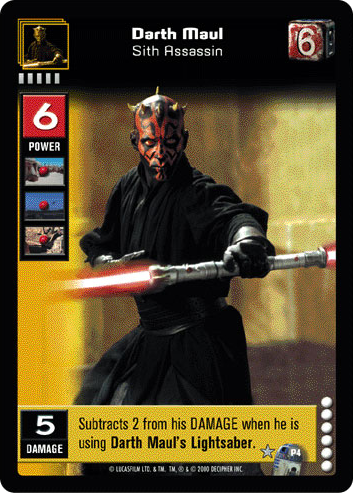 Darth Maul
Sith Assassin
6
6
POWER
5
DAMAGE
Subtracts 2 from his DAMAGE when he is
using Darth Maul's Lightsaber.
P4
© LUCASFILM LTD. & TM. TM, ® & © 2000 DECIPHER INC.